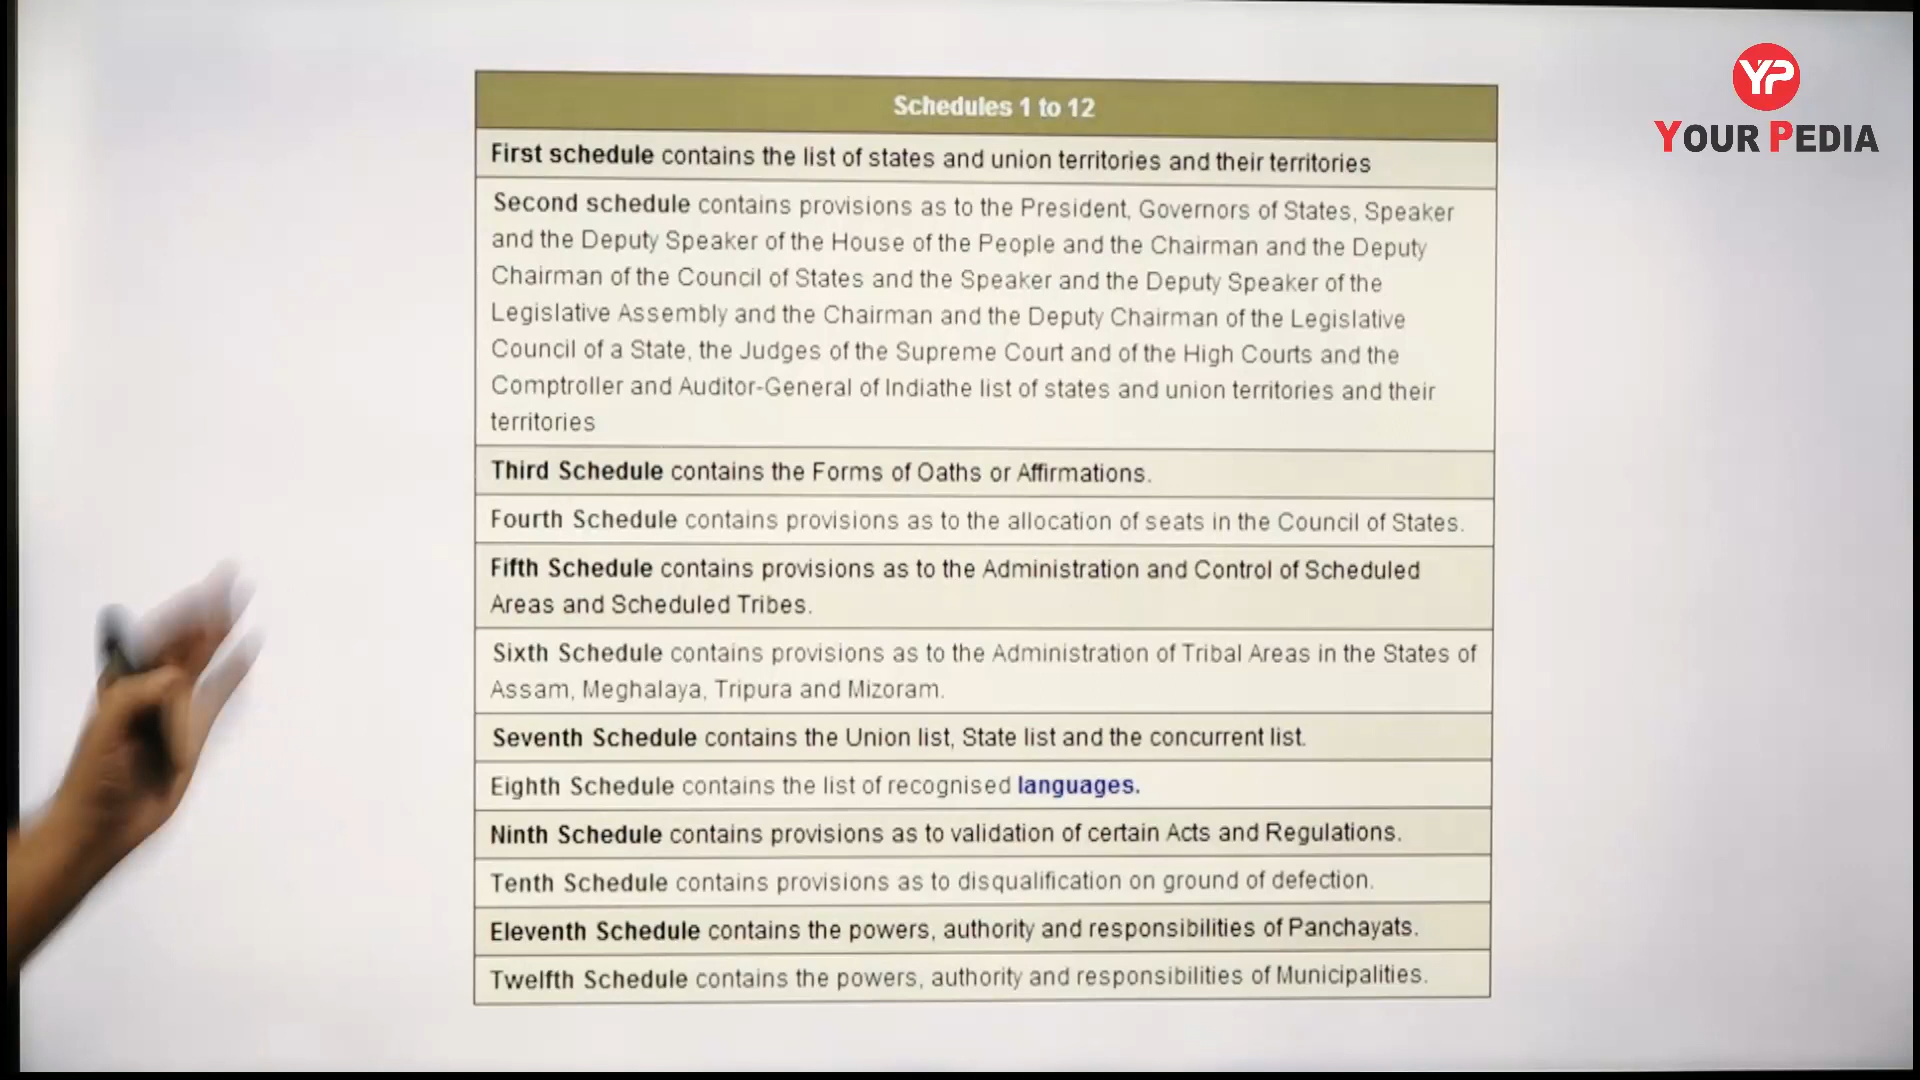 YP
YOUR PEDIA
Schedules 1 to 12
First schedule contains the list of states and union territories and their territories
Second schedule contains provisions as to the President, Governors of States, Speaker
and the Deputy Speaker of the House of the People and the Chairman and the Deputy
Chairman of the Council of States and the Speaker and the Deputy Speaker of the
Legislative Assembly and the Chairman and the Deputy Chairman of the Legislative
Council of a State, the Judges of the Supreme Court and of the High Courts and the
Comptroller and Auditor-General of Indiathe list of states and union territories and their
territories
Third Schedule contains the Forms of Oaths or Affirmations.
Fourth Schedule contains provisions as to the allocation of seats in the Council of States.
Fifth Schedule contains provisions as to the Administration and Control of Scheduled
Areas and Scheduled Tribes.
Sixth Schedule contains provisions as to the Administration of Tribal Areas in the States of
Assam, Meghalaya, Tripura and Mizoram.
Seventh Schedule contains the Union list, State list and the concurrent list.
Eighth Schedule contains the list of recognised languages.
Ninth Schedule contains provisions as to validation of certain Acts and Regulations.
Tenth Schedule contains provisions as to disqualification on ground of defection.
Eleventh Schedule contains the powers, authority and responsibilities of Panchayats.
Twelfth Schedule contains the powers, authority and responsibilities of Municipalities.